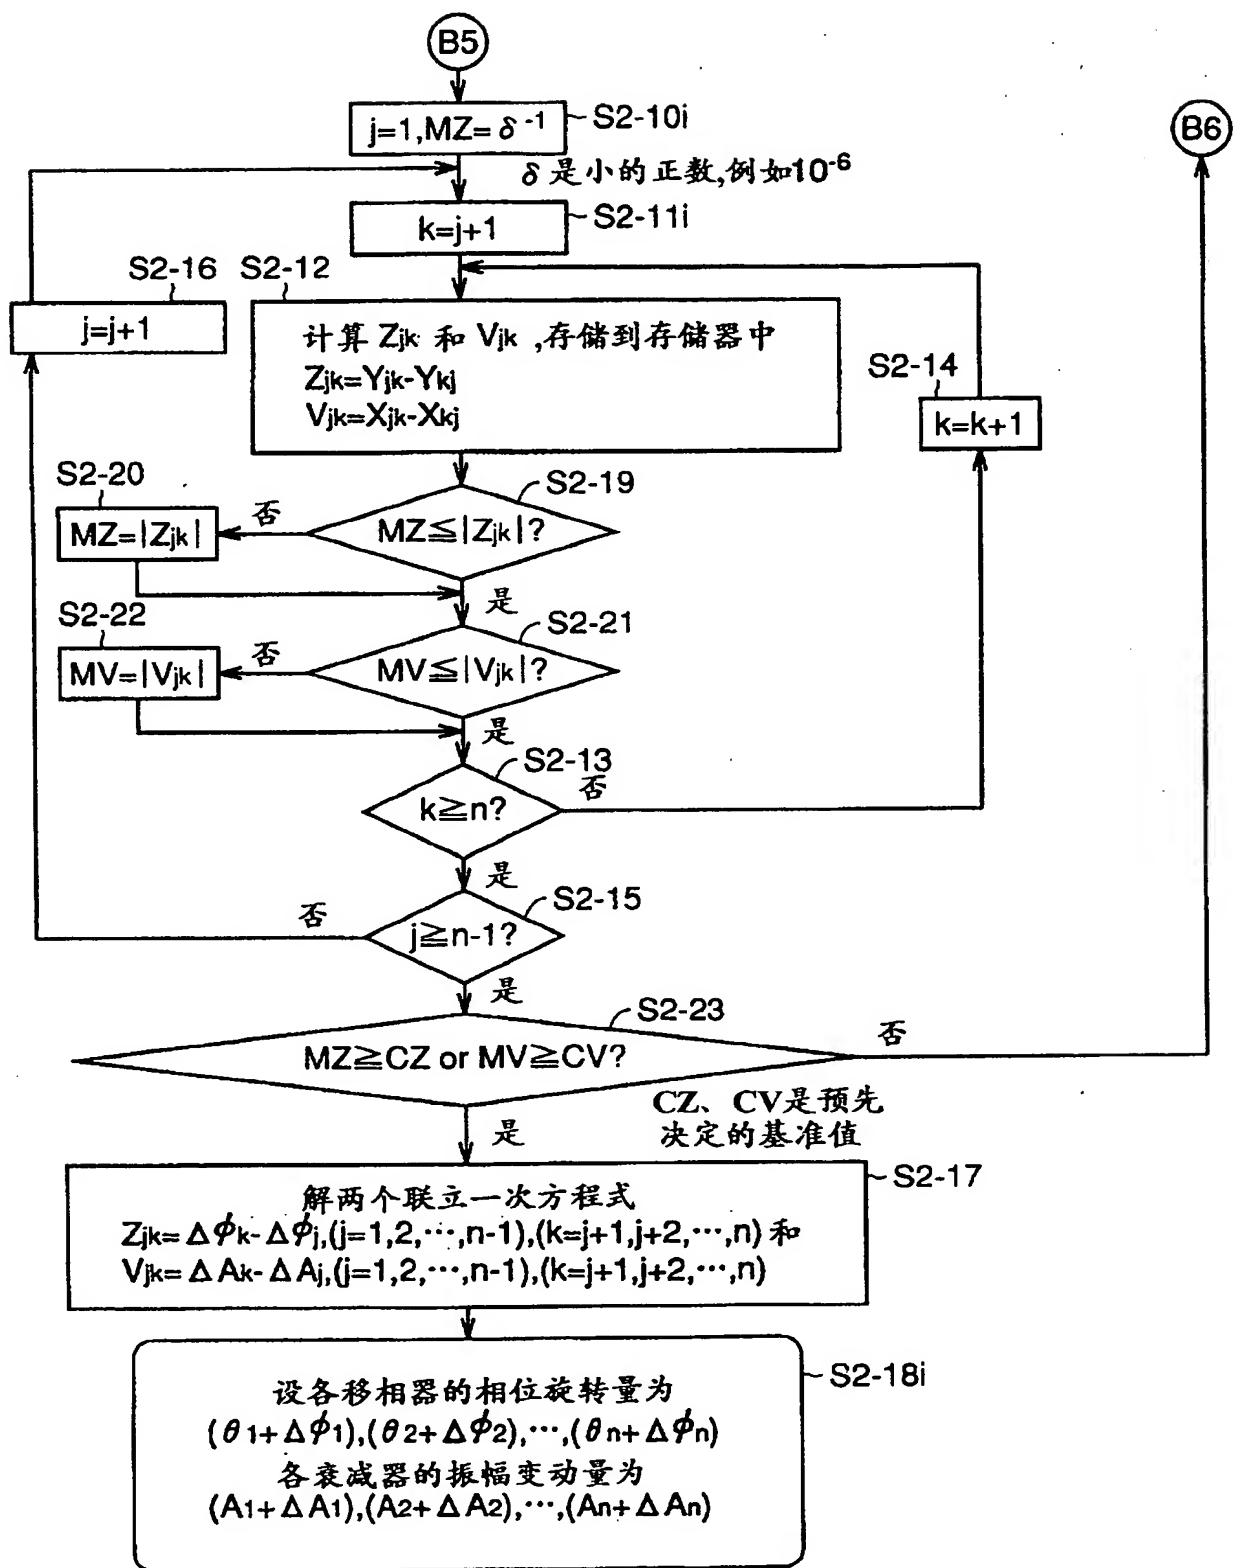 B5
j=1,MZ=δ⁻¹
S2-10i
B6
δ是小的正数,例如10⁻⁶
k=j+1
S2-11i
S2-16
j=j+1
S2-12
计算 Zjk 和 Vjk ,存储到存储器中
Zjk=Yjk-Ykj
Vjk=Xjk-Xkj
S2-14
k=k+1
S2-19
MZ≦|Zjk|?
否
S2-20
MZ=|Zjk|
是
S2-21
MV≦|Vjk|?
否
S2-22
MV=|Vjk|
是
S2-13
k≧n?
否
是
S2-15
j≧n-1?
否
是
S2-23
MZ≧CZ or MV≧CV?
否
CZ、CV是预先
决定的基准值
是
S2-17
解两个联立一次方程式
Zjk=Δϕk-Δϕj,(j=1,2,…,n-1),(k=j+1,j+2,…,n)和
Vjk=ΔAk-ΔAj,(j=1,2,…,n-1),(k=j+1,j+2,…,n)
S2-18i
设各移相器的相位旋转量为
(θ1+Δϕ1),(θ2+Δϕ2),…,(θn+Δϕn)
各衰减器的振幅变动量为
(A1+ΔA1),(A2+ΔA2),…,(An+ΔAn)